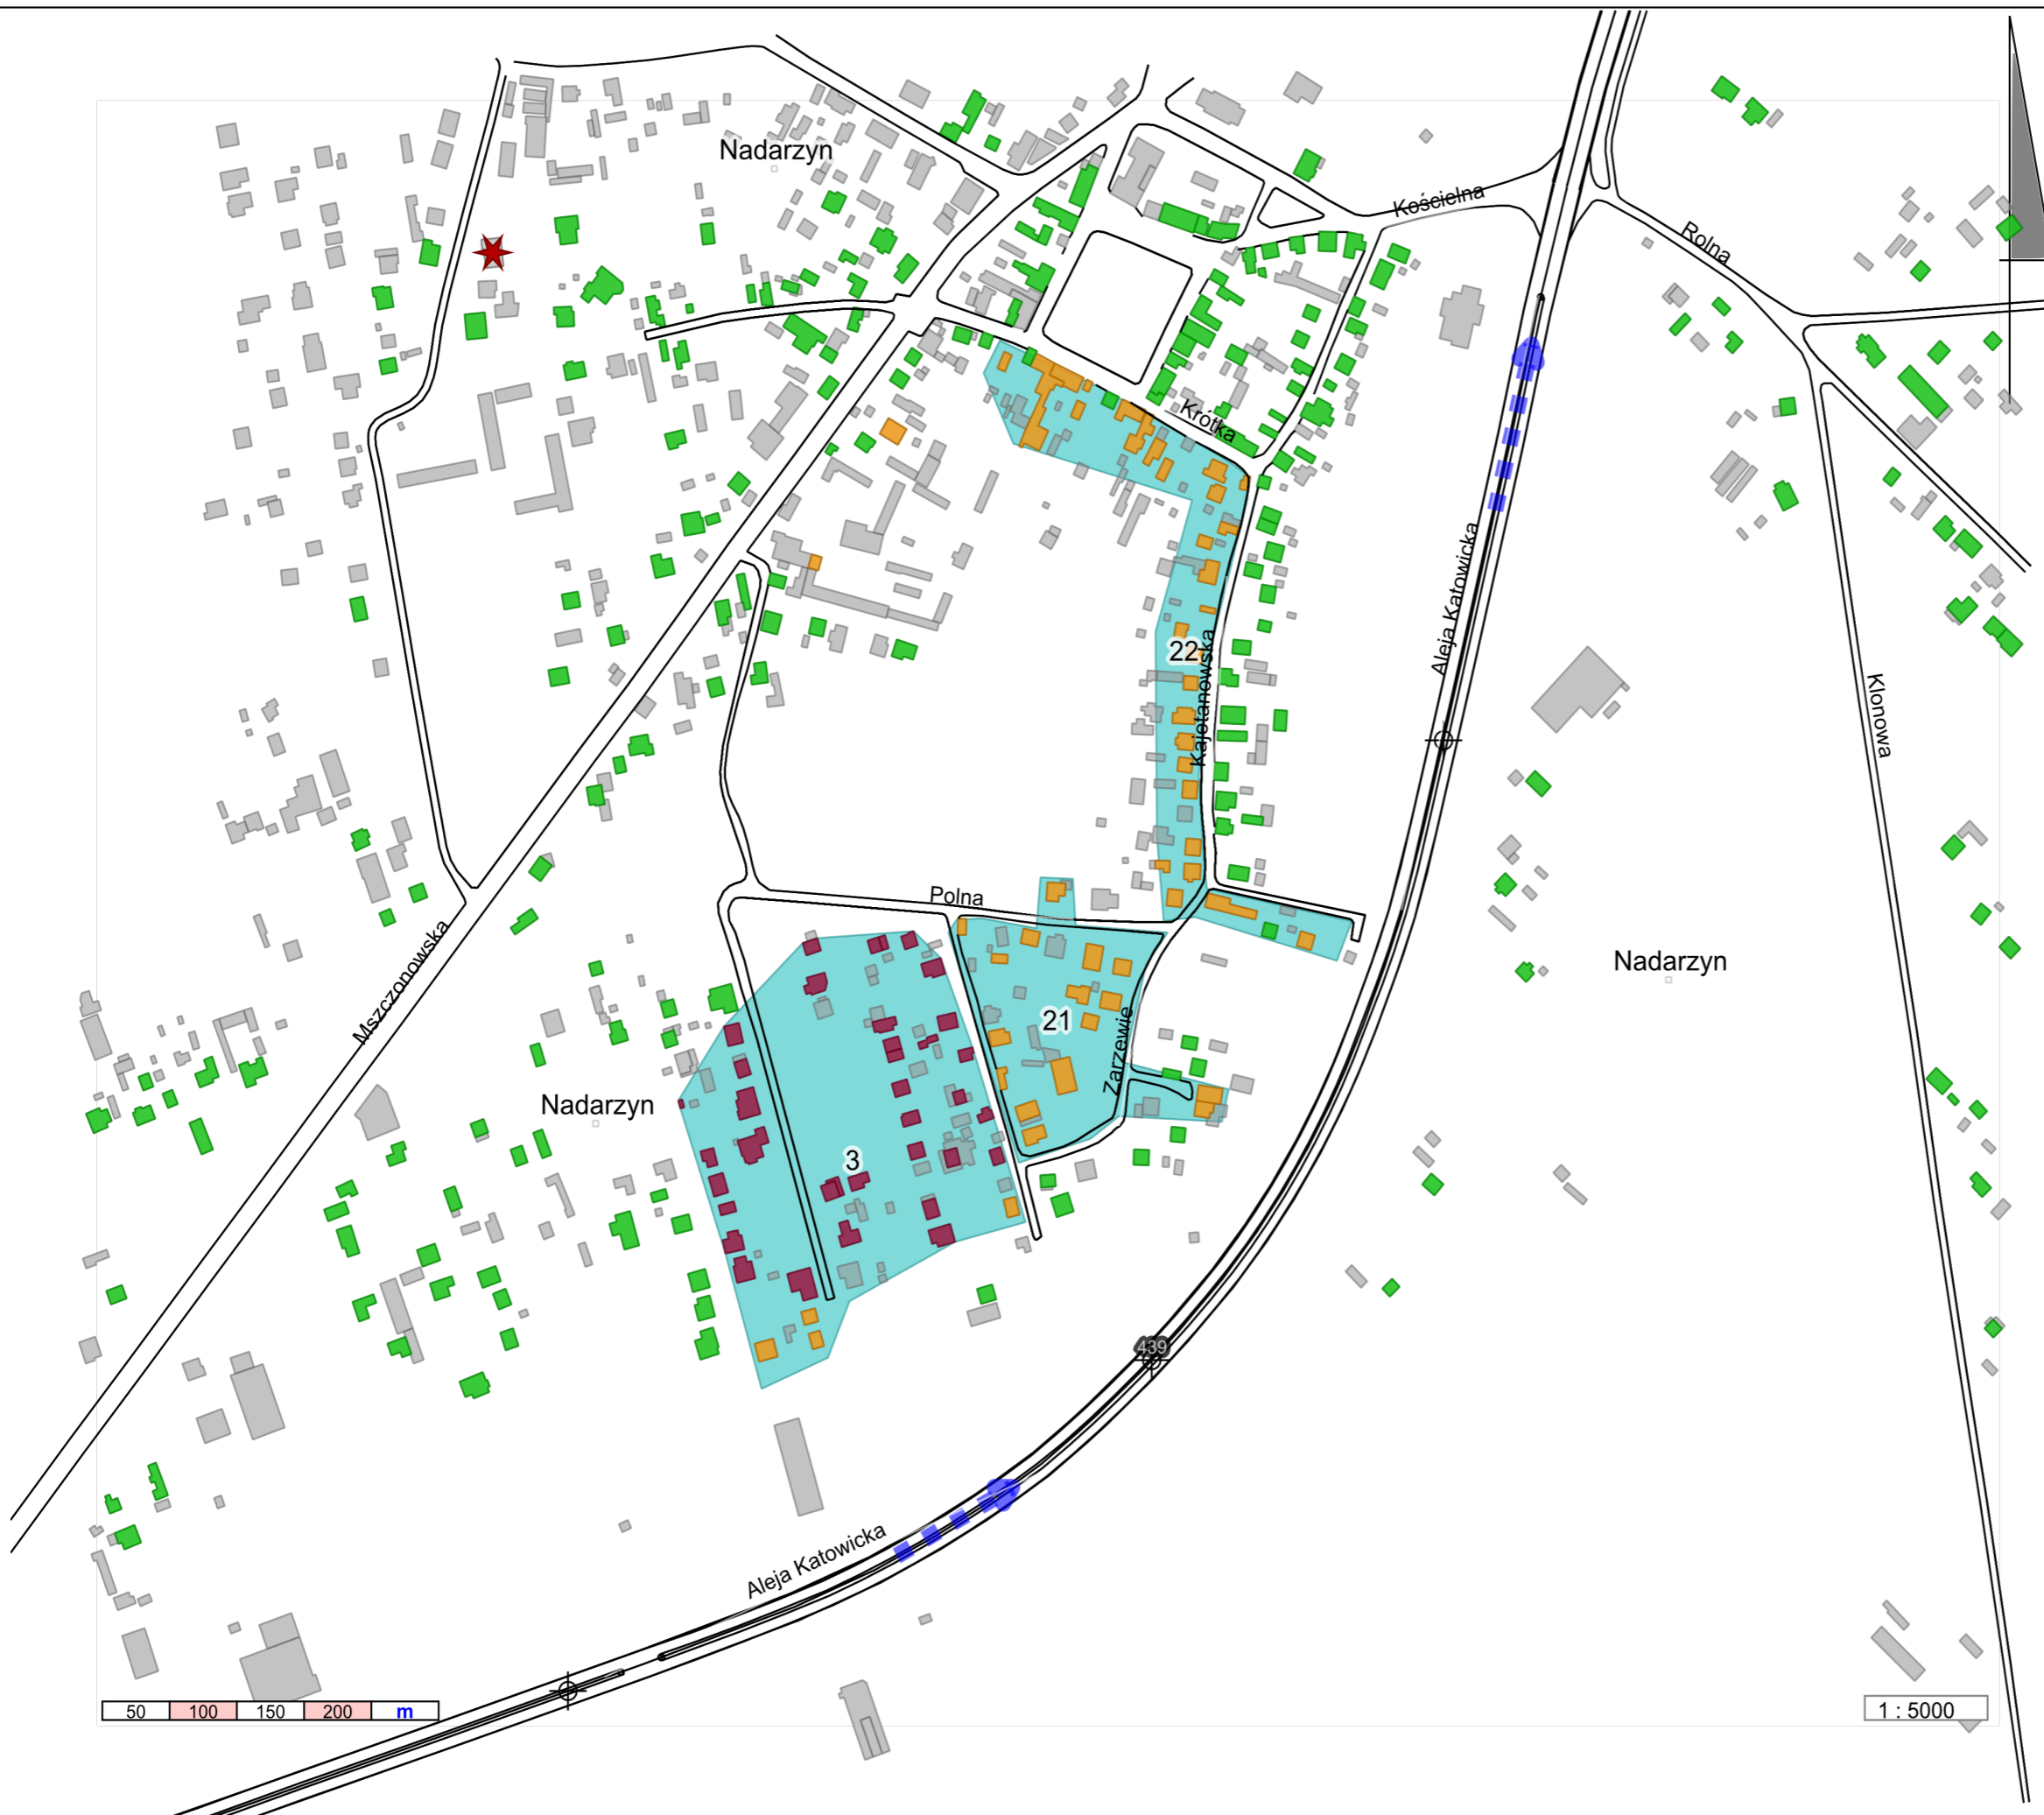 Nadarzyn
Kościelna
Rolna
Krótka
Aleja Katowicka
22
Kajetanowska
Klonowa
Polna
Mszczonowska
Nadarzyn
21
Zarzewie
Nadarzyn
3
439
Aleja Katowicka
50 100 150 200 m
1 : 5000